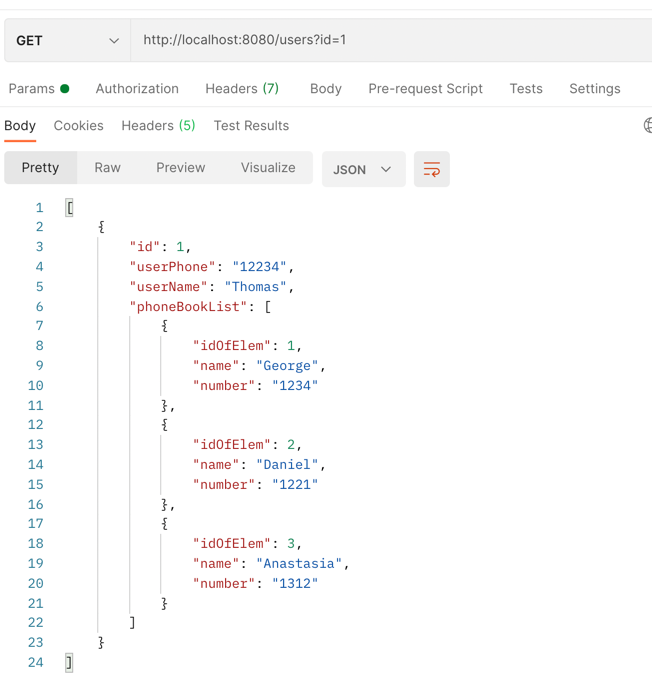 GET http://localhost:8080/users?id=1
Params Authorization Headers (7) Body Pre-request Script Tests Settings
Body Cookies Headers (5) Test Results
Pretty Raw Preview Visualize JSON
1 [
2 {
3 "id": 1,
4 "userPhone": "12234",
5 "userName": "Thomas",
6 "phoneBookList": [
7 {
8 "idOfElem": 1,
9 "name": "George",
10 "number": "1234"
11 },
12 {
13 "idOfElem": 2,
14 "name": "Daniel",
15 "number": "1221"
16 },
17 {
18 "idOfElem": 3,
19 "name": "Anastasia",
20 "number": "1312"
21 }
22 ]
23 }
24 ]